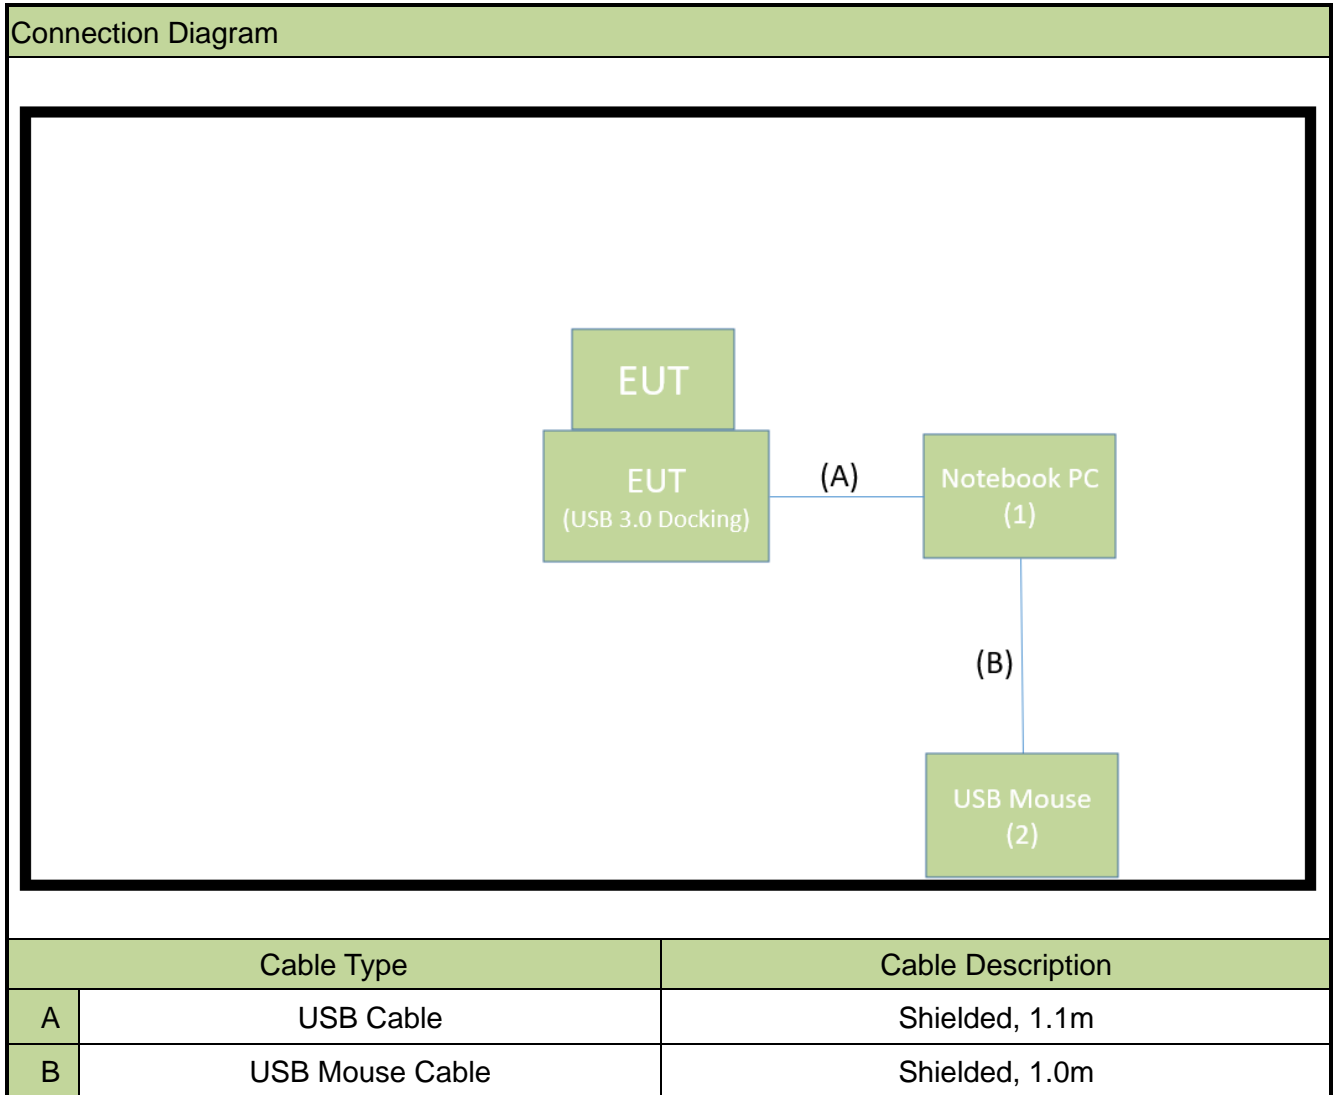 Connection Diagram
EUT
EUT
(USB 3.0 Docking)
(A)
Notebook PC
(1)
(B)
USB Mouse
(2)
Cable Type Cable Description
A USB Cable Shielded, 1.1m
B USB Mouse Cable Shielded, 1.0m